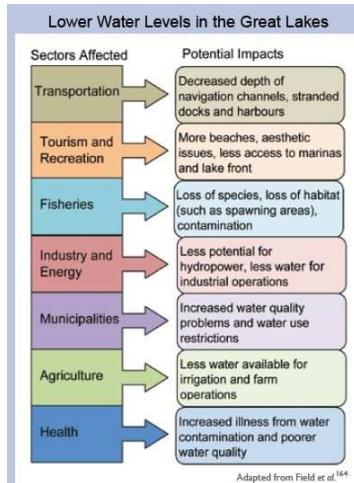 Lower Water Levels in the Great Lakes
Sectors Affected
Potential Impacts
Transportation
Decreased depth of
navigation channels, stranded
docks and harbours
Tourism and
Recreation
More beaches, aesthetic
issues, less access to marinas
and lake front
Fisheries
Loss of species, loss of habitat
(such as spawning areas),
contamination
Industry and
Energy
Less potential for
hydropower, less water for
industrial operations
Municipalities
Increased water quality
problems and water use
restrictions
Agriculture
Less water available for
irrigation and farm
operations
Health
Increased illness from water
contamination and poorer
water quality
Adapted from Field et al.164